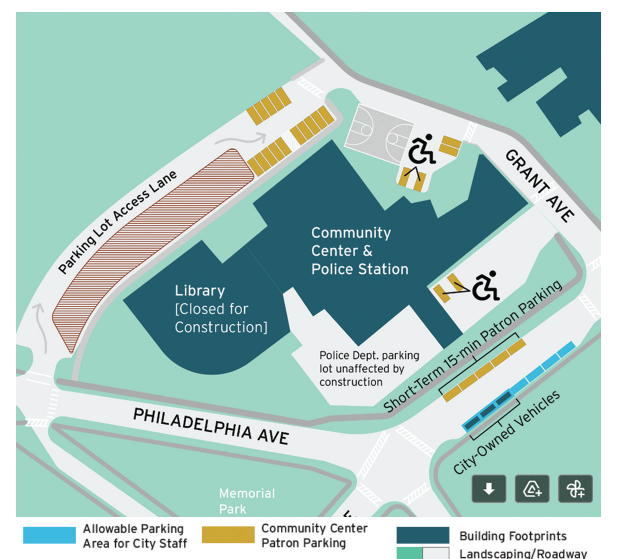 GRANT AVE
Parking Lot Access Lane
Community
Center &
Police Station
Library
[Closed for
Construction]
Short-Term 15-min Patron Parking
Police Dept. parking
lot unaffected by
construction
PHILADELPHIA AVE
City-Owned Vehicles
Memorial
Park
Allowable Parking
Area for City Staff
Community Center
Patron Parking
Building Footprints
Landscaping/Roadway